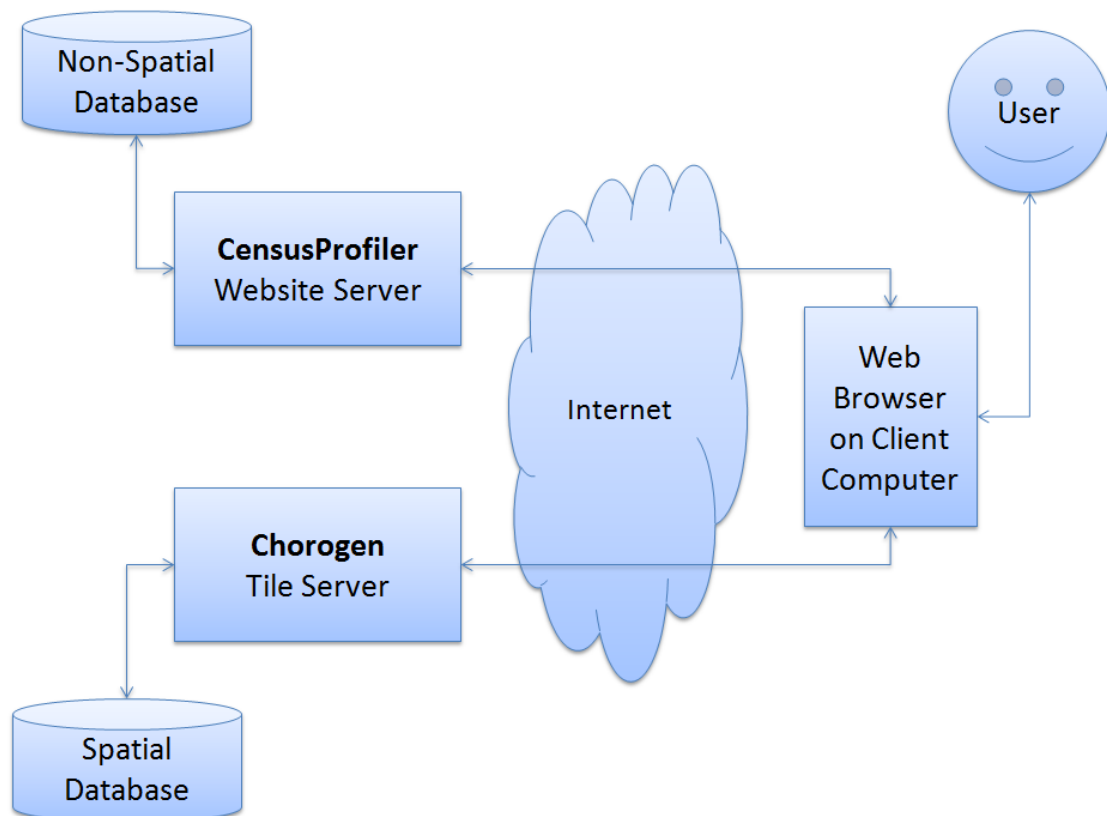 Non-Spatial
Database
User
CensusProfiler
Website Server
Web
Browser
on Client
Computer
Internet
Chorogen
Tile Server
Spatial
Database